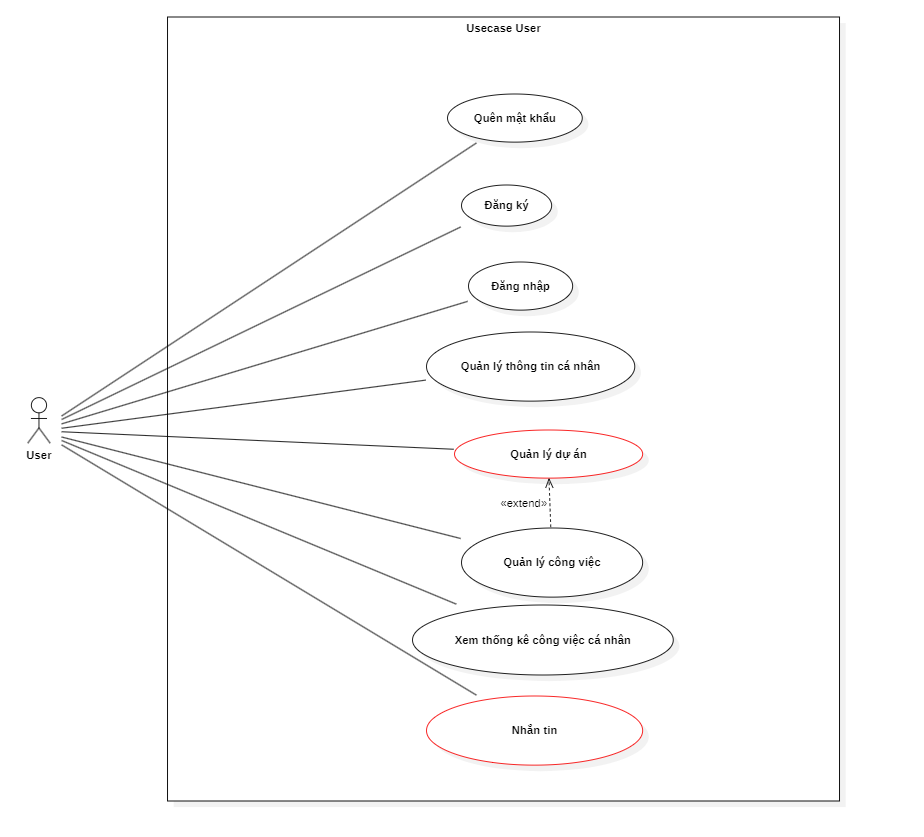 Usecase User
Quên mật khẩu
Đăng ký
Đăng nhập
Quản lý thông tin cá nhân
User
Quản lý dự án
«extend»
Quản lý công việc
Xem thống kê công việc cá nhân
Nhắn tin